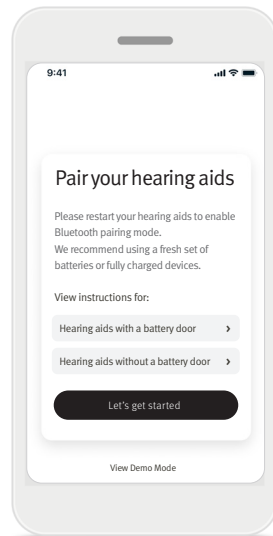 9:41
Pair your hearing aids
Please restart your hearing aids to enable
Bluetooth pairing mode.
We recommend using a fresh set of
batteries or fully charged devices.
View instructions for:
Hearing aids with a battery door
Hearing aids without a battery door
Let's get started
View Demo Mode